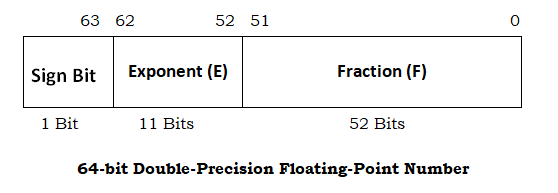 63 62 52 51 0
Sign Bit Exponent (E) Fraction (F)
1 Bit 11 Bits 52 Bits
64-bit Double-Precision Floating-Point Number